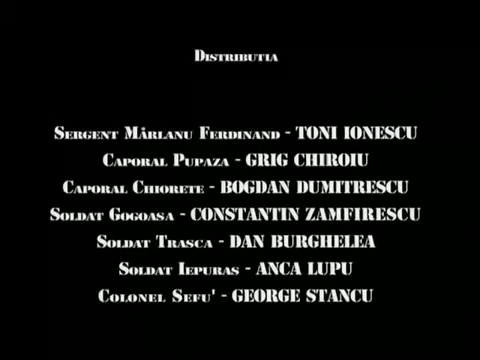 Distributia
Sergent Mârlanu Ferdinand - TONI IONESCU
Caporal Pupaza - GRIG CHIROIU
Caporal Chiorete - BOGDAN DUMITRESCU
Soldat Gogoasa - CONSTANTIN ZAMFIRESCU
Soldat Trasca - DAN BURGHELEA
Soldat Iepuras - ANCA LUPU
Colonel Sefu' - GEORGE STANCU